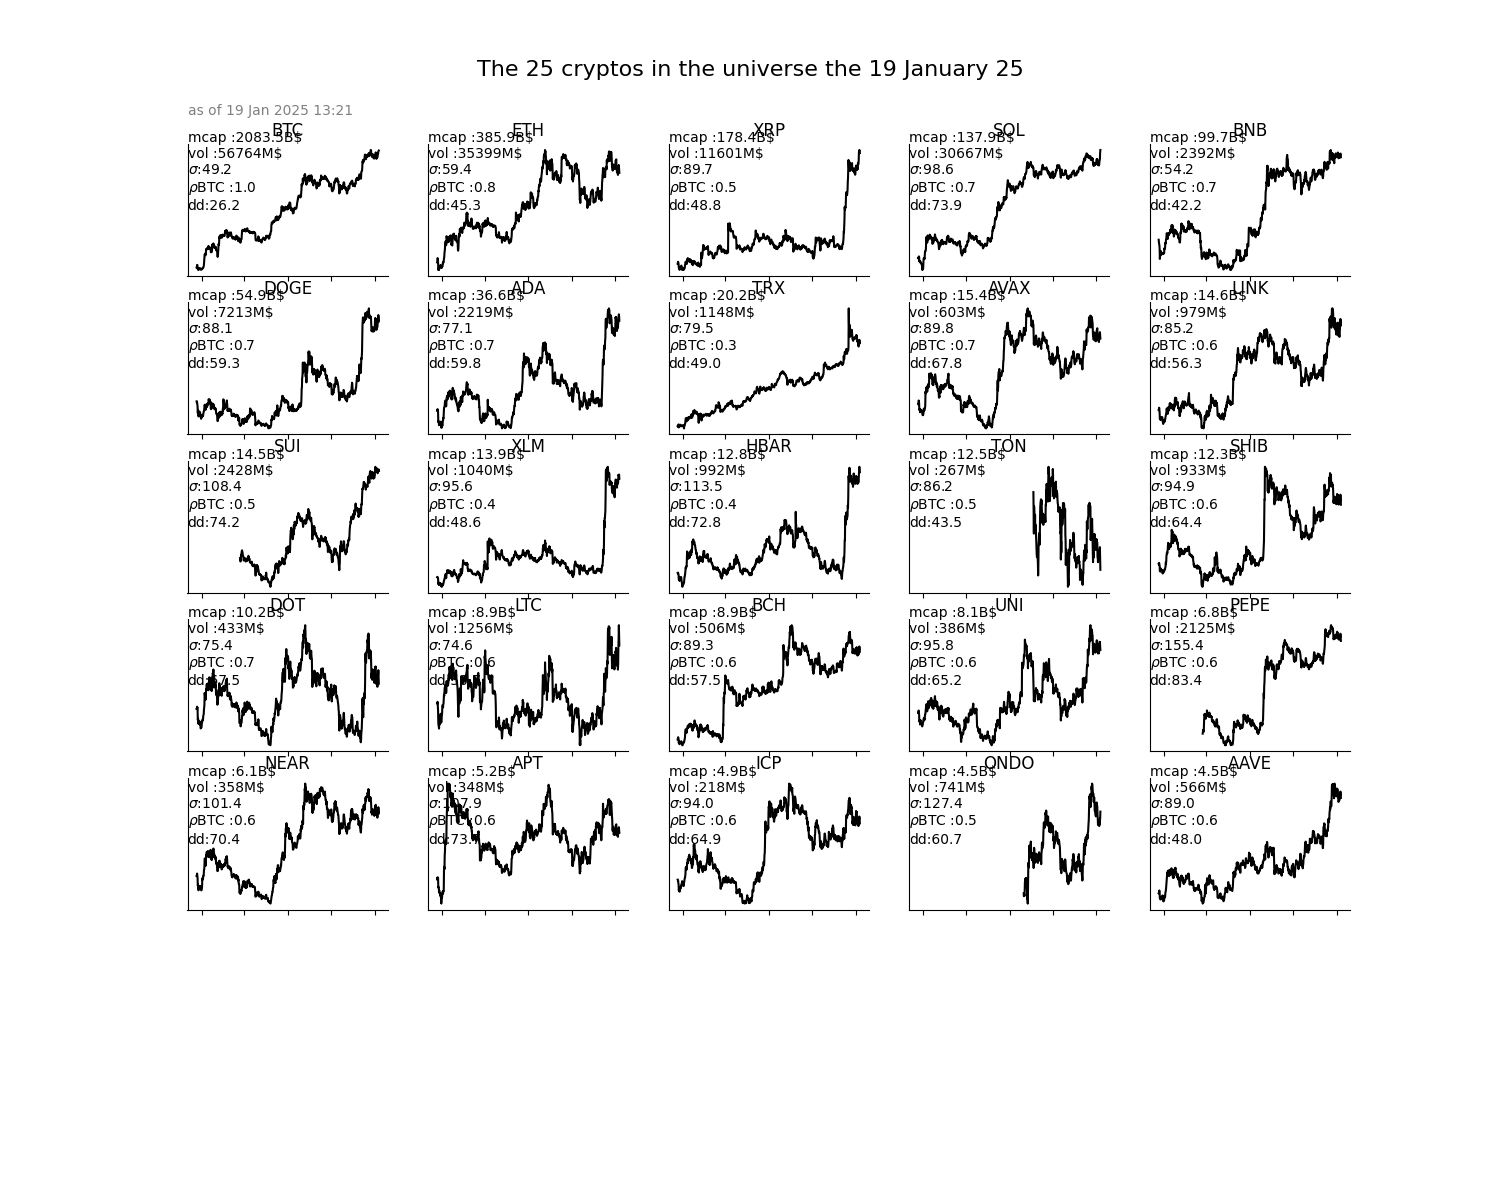 The 25 cryptos in the universe the 19 January 25
as of 19 Jan 2025 13:21
BTC
mcap :2083.5B$
vol :56764M$
σ:49.2
ρBTC :1.0
dd:26.2
ETH
mcap :385.9B$
vol :35399M$
σ:59.4
ρBTC :0.8
dd:45.3
XRP
mcap :178.4B$
vol :11601M$
σ:89.7
ρBTC :0.5
dd:48.8
SOL
mcap :137.9B$
vol :30667M$
σ:98.6
ρBTC :0.7
dd:73.9
BNB
mcap :99.7B$
vol :2392M$
σ:54.2
ρBTC :0.7
dd:42.2
DOGE
mcap :54.9B$
vol :7213M$
σ:88.1
ρBTC :0.7
dd:59.3
ADA
mcap :36.6B$
vol :2219M$
σ:77.1
ρBTC :0.7
dd:59.8
TRX
mcap :20.2B$
vol :1148M$
σ:79.5
ρBTC :0.3
dd:49.0
AVAX
mcap :15.4B$
vol :603M$
σ:89.8
ρBTC :0.7
dd:67.8
LINK
mcap :14.6B$
vol :979M$
σ:85.2
ρBTC :0.6
dd:56.3
SUI
mcap :14.5B$
vol :2428M$
σ:108.4
ρBTC :0.5
dd:74.2
XLM
mcap :13.9B$
vol :1040M$
σ:95.6
ρBTC :0.4
dd:48.6
HBAR
mcap :12.8B$
vol :992M$
σ:113.5
ρBTC :0.4
dd:72.8
TON
mcap :12.5B$
vol :267M$
σ:86.2
ρBTC :0.5
dd:43.5
SHIB
mcap :12.3B$
vol :933M$
σ:94.9
ρBTC :0.6
dd:64.4
DOT
mcap :10.2B$
vol :433M$
σ:75.4
ρBTC :0.7
LTC
mcap :8.9B$
vol :1256M$
σ:74.6
ρBTC :0.6
BCH
mcap :8.9B$
vol :506M$
σ:89.3
ρBTC :0.6
dd:57.5
UNI
mcap :8.1B$
vol :386M$
σ:95.8
ρBTC :0.6
dd:65.2
PEPE
mcap :6.8B$
vol :2125M$
σ:155.4
ρBTC :0.6
dd:83.4
NEAR
mcap :6.1B$
vol :358M$
σ:101.4
ρBTC :0.6
dd:70.4
APT
mcap :5.2B$
vol :348M$
σ:107.9
ρBTC :0.6
ICP
mcap :4.9B$
vol :218M$
σ:94.0
ρBTC :0.6
dd:64.9
ONDO
mcap :4.5B$
vol :741M$
σ:127.4
ρBTC :0.5
dd:60.7
AAVE
mcap :4.5B$
vol :566M$
σ:89.0
ρBTC :0.6
dd:48.0